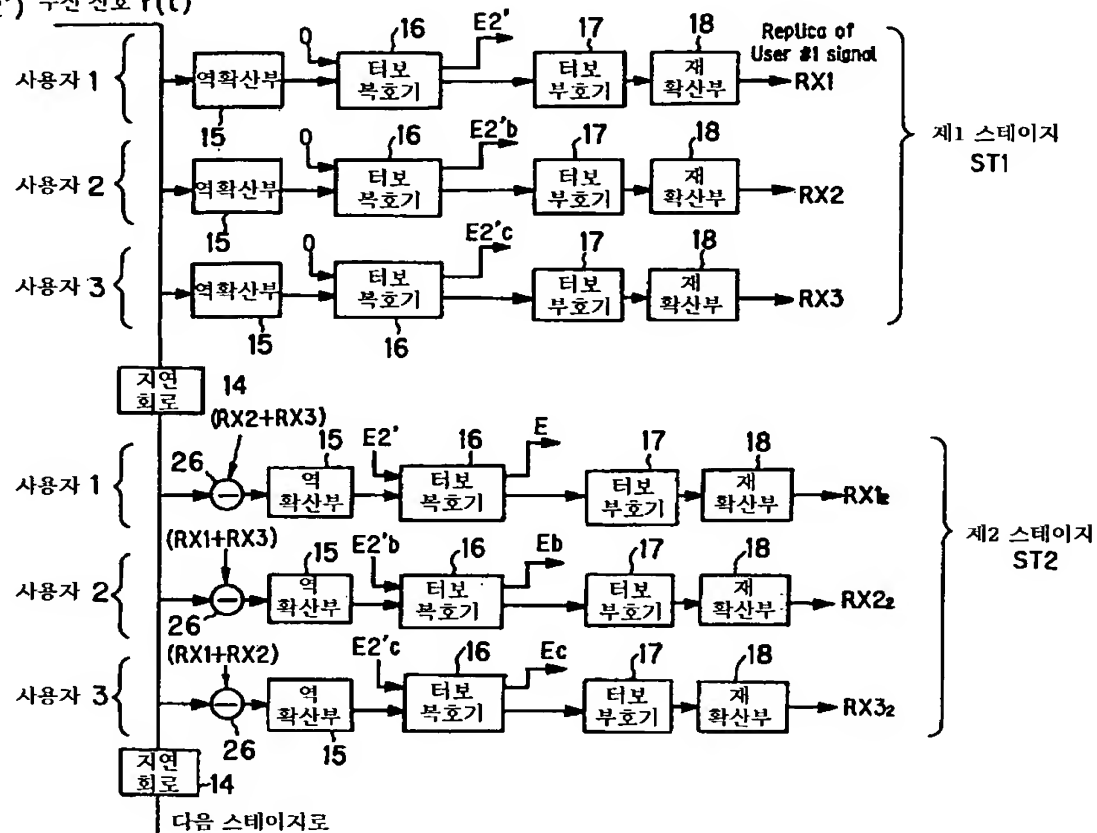 수신 신호 r(t)
사용자 1
역확산부
15
0
16
터보
복호기
E2'
17
터보
부호기
18
재
확산부
Replica of
User #1 signal
RX1
사용자 2
역확산부
15
0
16
터보
복호기
E2'b
17
터보
부호기
18
재
확산부
RX2
사용자 3
역확산부
15
0
터보
복호기
16
E2'c
17
터보
부호기
18
재
확산부
RX3
제1 스테이지
ST1
지연
회로
14
(RX2+RX3)
사용자 1
26
15
역
확산부
E2'
16
터보
복호기
E
17
터보
부호기
18
재
확산부
RX1₂
(RX1+RX3)
사용자 2
26
15
역
확산부
E2'b
16
터보
복호기
Eb
17
터보
부호기
18
재
확산부
RX2₂
(RX1+RX2)
사용자 3
26
역
확산부
15
E2'c
16
터보
복호기
Ec
17
터보
부호기
18
재
확산부
RX3₂
제2 스테이지
ST2
지연
회로
14
다음 스테이지로